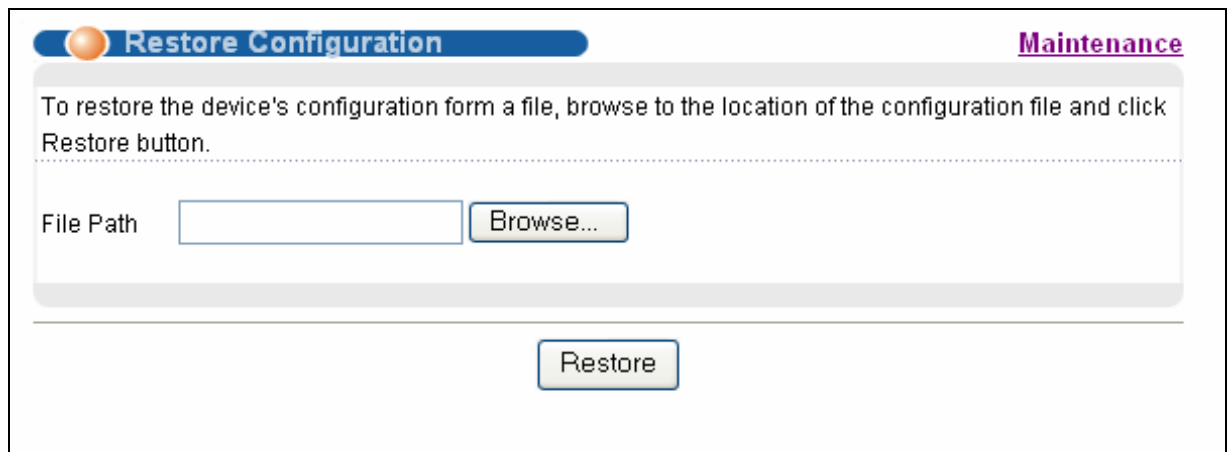 Restore Configuration
Maintenance
To restore the device's configuration form a file, browse to the location of the configuration file and click
Restore button.
File Path
Browse...
Restore